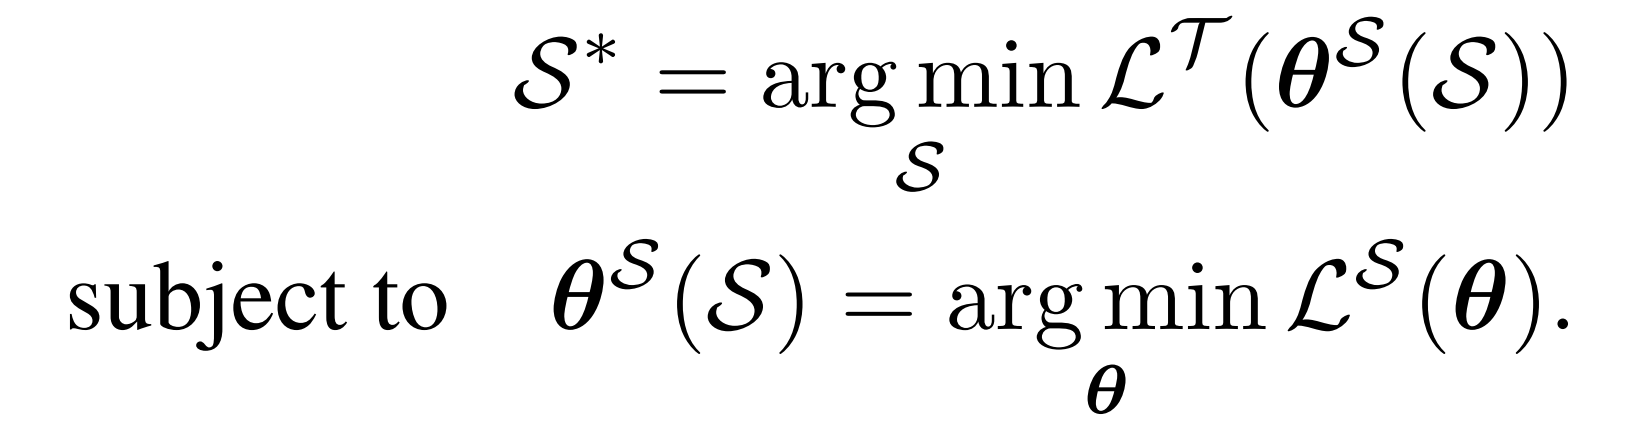 𝒮* = arg min_𝒮 ℒ^𝒯(𝜽^𝒮(𝒮))
subject to 𝜽^𝒮(𝒮) = arg min_𝜽 ℒ^𝒮(𝜽).